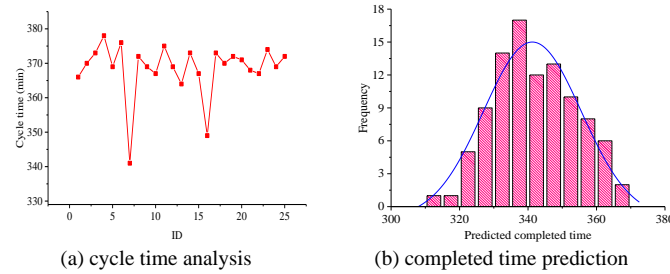 380
370
360
350
340
330
Cycle time (min)
0 5 10 15 20 25
ID
(a) cycle time analysis
18
15
12
9
6
3
0
Frequency
300 320 340 360 380
Predicted completed time
(b) completed time prediction